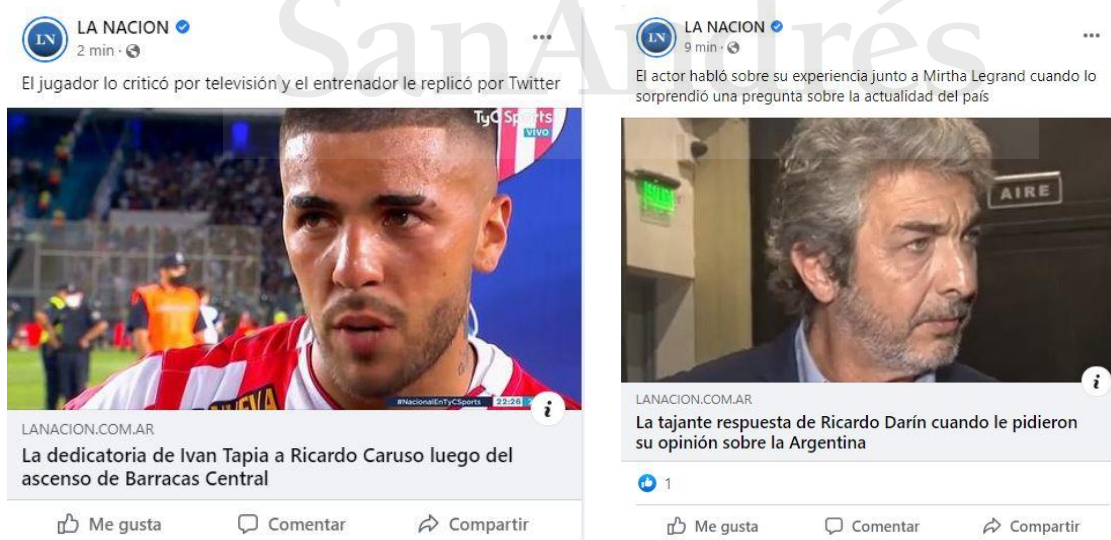 SanAndrés
LN
LA NACION
2 min ·
El jugador lo criticó por televisión y el entrenador le replicó por Twitter
TyC Sports
VIVO
NUEVA
#NacionalEnTyCSports 22:26
LANACION.COM.AR
La dedicatoria de Ivan Tapia a Ricardo Caruso luego del
ascenso de Barracas Central
Me gusta Comentar Compartir
LN
LA NACION
9 min ·
El actor habló sobre su experiencia junto a Mirtha Legrand cuando lo
sorprendió una pregunta sobre la actualidad del país
AIRE
LANACION.COM.AR
La tajante respuesta de Ricardo Darín cuando le pidieron
su opinión sobre la Argentina
1
Me gusta Comentar Compartir